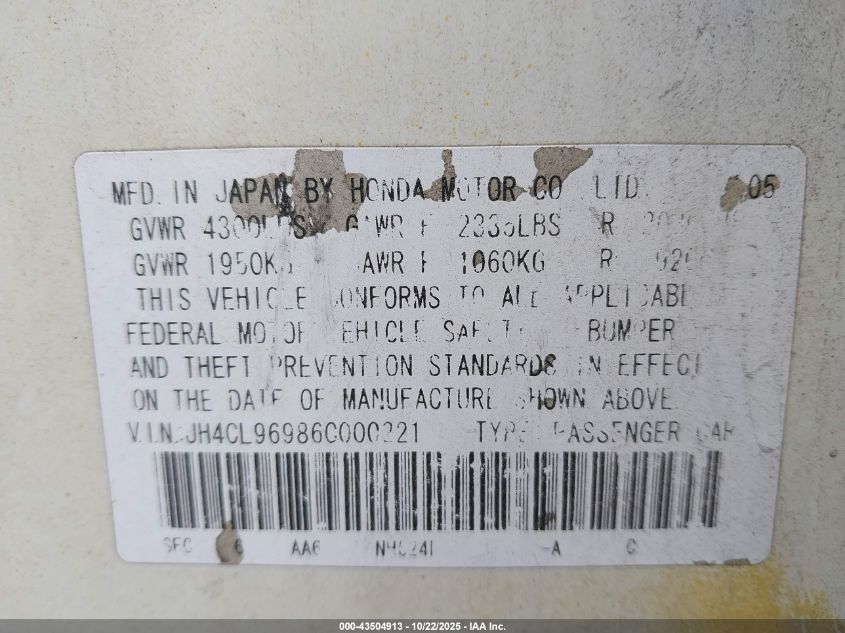 MFD. IN JAPAN BY HONDA MOTOR CO LTD. 05
GVWR 4300LBS GAWR F 2335LBS R
GVWR 1950KG GAWR F 1060KG R
THIS VEHICLE CONFORMS TO ALL APPLICABLE
FEDERAL MOTOR VEHICLE SAFETY BUMPER
AND THEFT PREVENTION STANDARDS IN EFFECT
ON THE DATE OF MANUFACTURE SHOWN ABOVE
V.I.N.:JH4CL96986C000221 TYPE: PASSENGER CAR
6 AA6 -A C
000-43504913 - 10/22/2025 - IAA Inc.